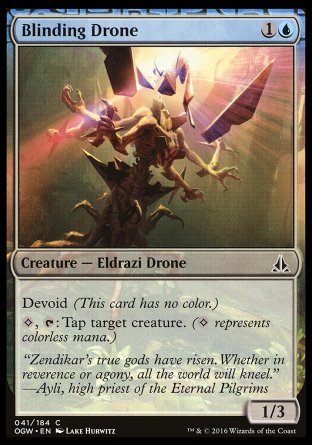 Blinding Drone 1
Creature — Eldrazi Drone
Devoid (This card has no color.)
, : Tap target creature. ( represents
colorless mana.)
“Zendikar’s true gods have risen. Whether in
reverence or agony, all the world will kneel.”
—Ayli, high priest of the Eternal Pilgrims
1/3
041/184 C
OGW • EN Lake Hurwitz
™ & © 2016 Wizards of the Coast